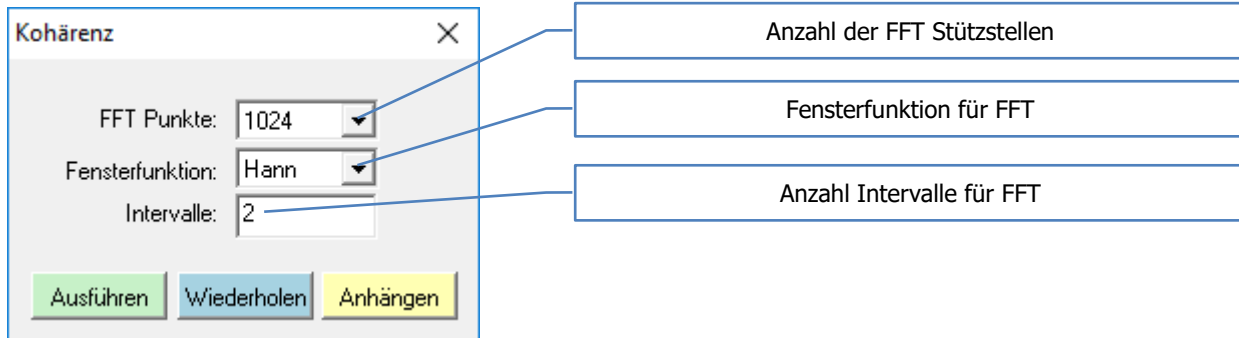 Kohärenz
Anzahl der FFT Stützstellen
FFT Punkte: 1024
Fensterfunktion für FFT
Fensterfunktion: Hann
Anzahl Intervalle für FFT
Intervalle: 2
Ausführen Wiederholen Anhängen